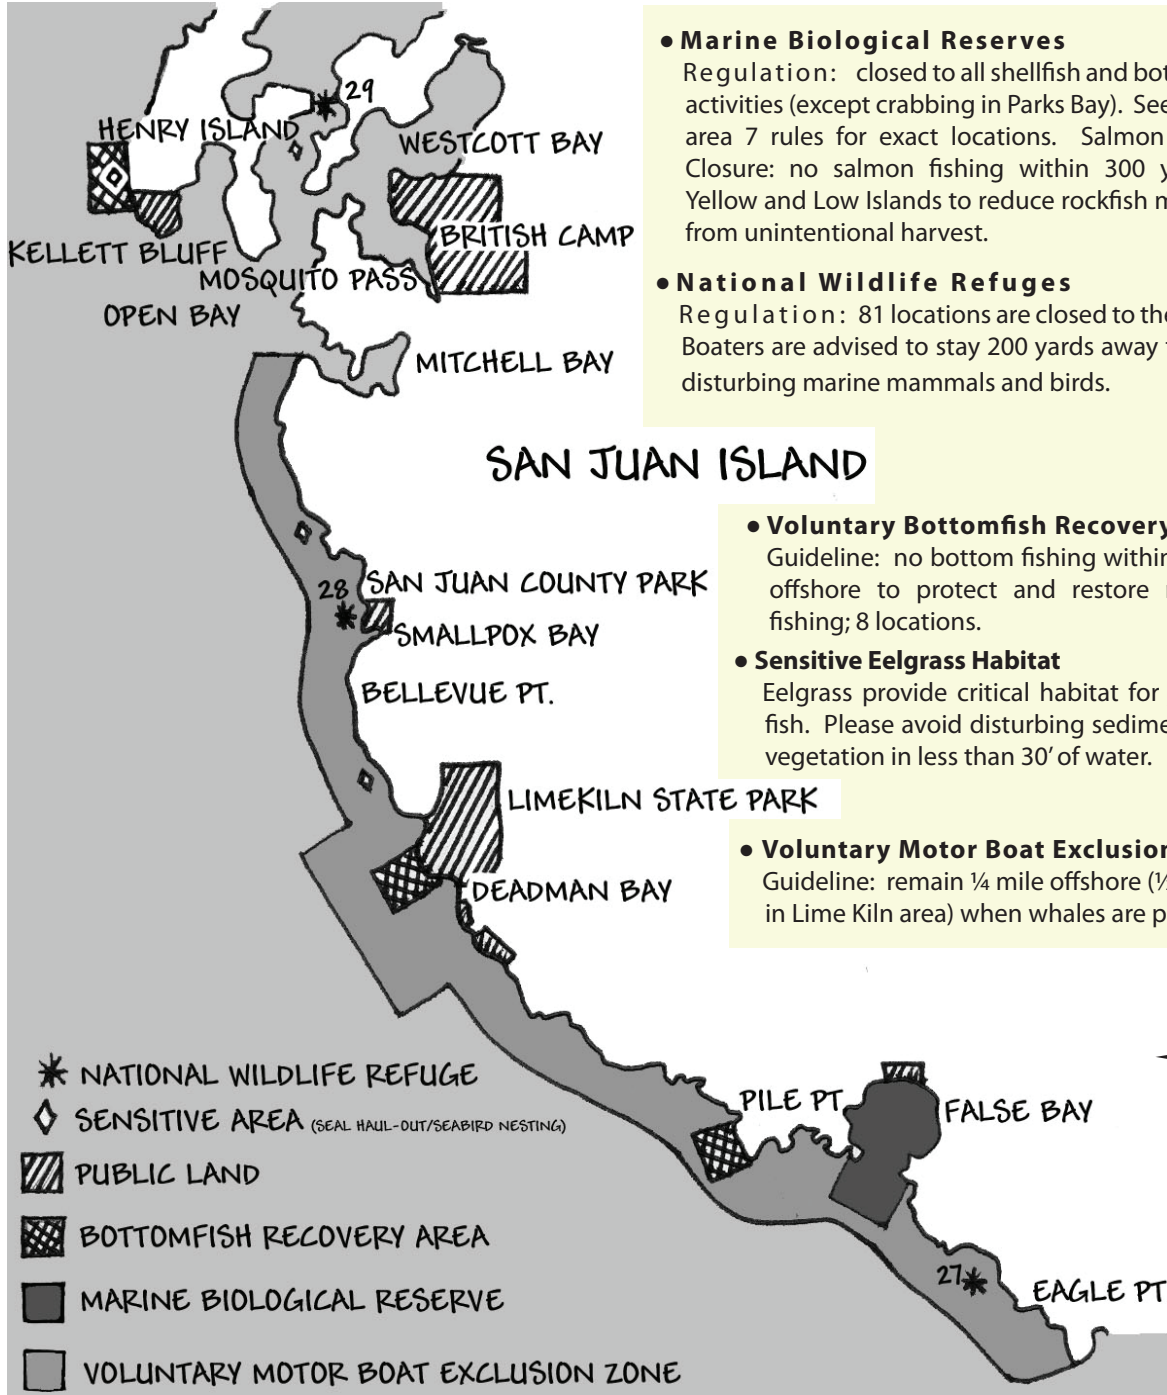 ● Marine Biological Reserves
Regulation: closed to all shellfish and
activities (except crabbing in Parks Bay). See
area 7 rules for exact locations. Salmon
Closure: no salmon fishing within 300
Yellow and Low Islands to reduce rockfish
from unintentional harvest.
● National Wildlife Refuges
Regulation: 81 locations are closed to
Boaters are advised to stay 200 yards away
disturbing marine mammals and birds.
29
HENRY ISLAND
WESTCOTT BAY
BRITISH CAMP
KELLETT BLUFF
MOSQUITO PASS
OPEN BAY
MITCHELL BAY
SAN JUAN ISLAND
● Voluntary Bottomfish Recovery
Guideline: no bottom fishing within
offshore to protect and restore
fishing; 8 locations.
● Sensitive Eelgrass Habitat
Eelgrass provide critical habitat for
fish. Please avoid disturbing
vegetation in less than 30' of water.
28
SAN JUAN COUNTY PARK
SMALLPOX BAY
BELLEVUE PT.
LIMEKILN STATE PARK
● Voluntary Motor Boat Exclusion
Guideline: remain ¼ mile offshore
in Lime Kiln area) when whales are
DEADMAN BAY
PILE PT.
FALSE BAY
27
EAGLE PT
NATIONAL WILDLIFE REFUGE
SENSITIVE AREA (SEAL HAUL-OUT/SEABIRD NESTING)
PUBLIC LAND
BOTTOMFISH RECOVERY AREA
MARINE BIOLOGICAL RESERVE
VOLUNTARY MOTOR BOAT EXCLUSION ZONE